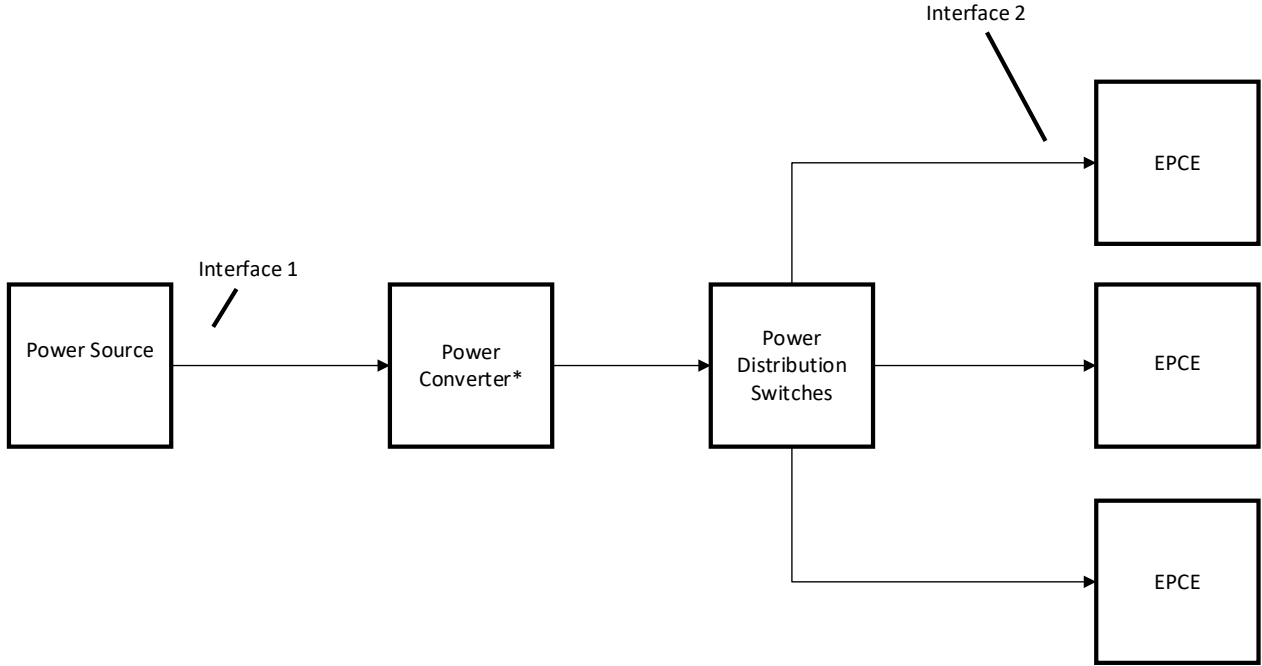 Interface 2
EPCE
Interface 1
Power Source
Power
Converter*
Power
Distribution
Switches
EPCE
EPCE